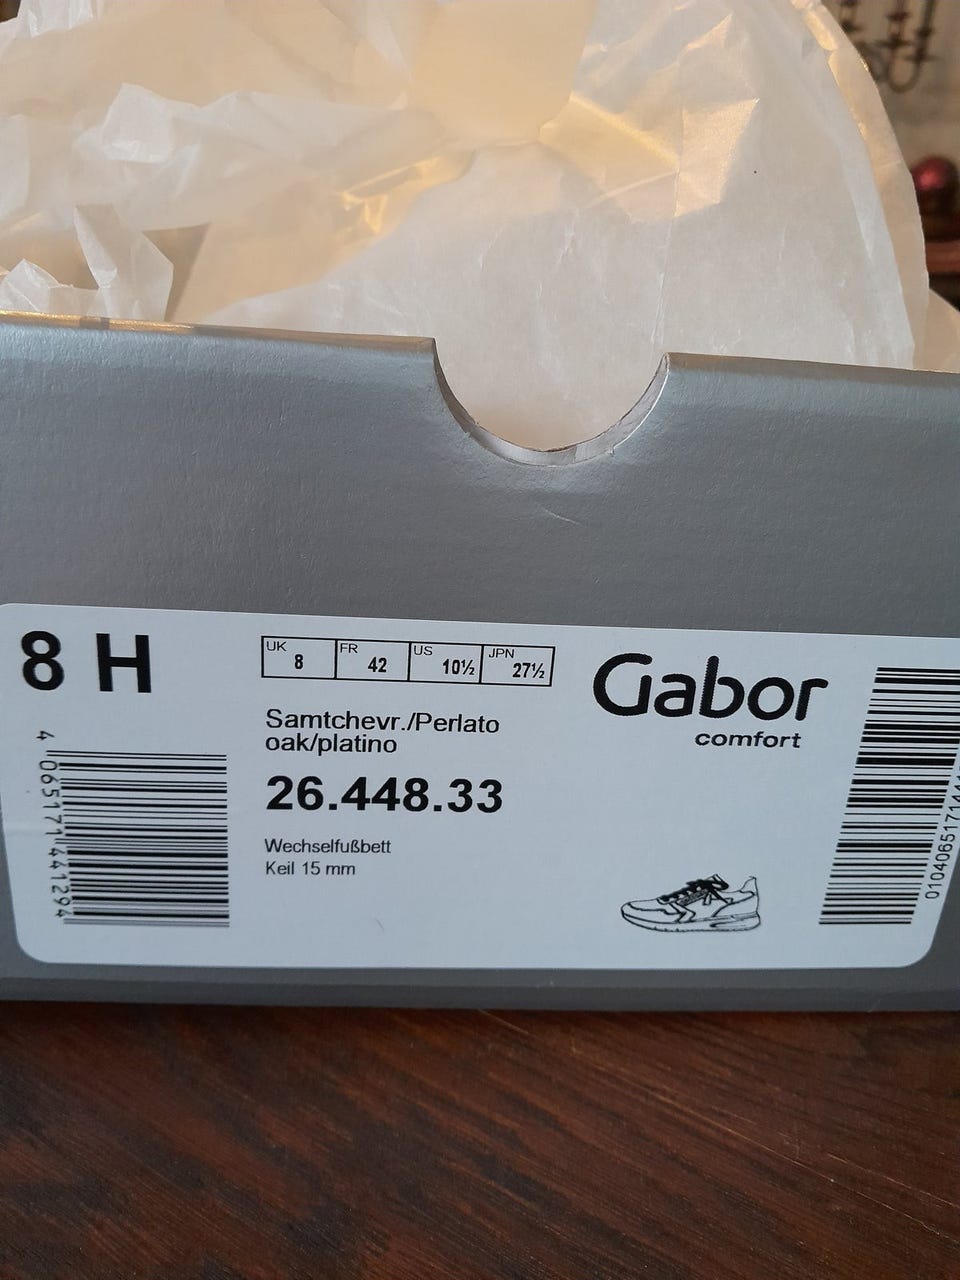 8 H
UK 8 FR 42 US 10½ JPN 27½
Samtchevr./Perlato
oak/platino
26.448.33
Wechselfußbett
Keil 15 mm
Gabor
comfort
4 065171 441294